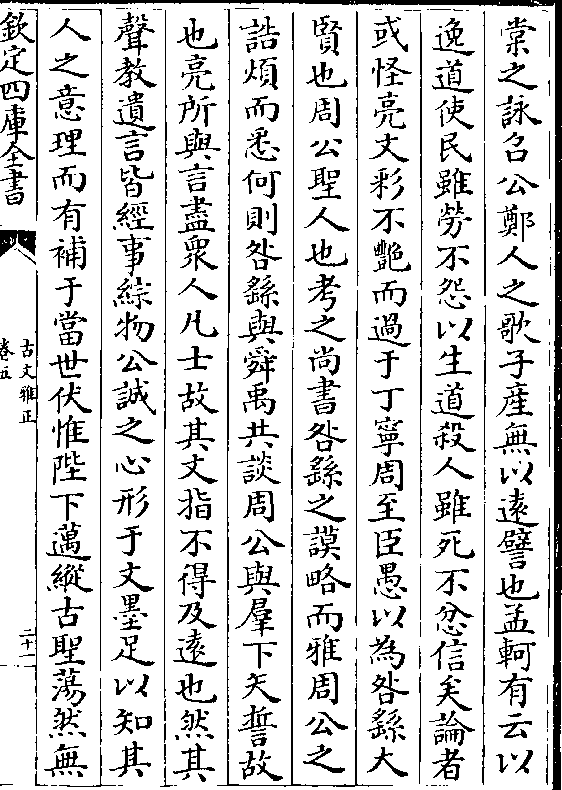 棠之詠召公鄭人之歌子産無以遠譬也孟軻有云以
逸道使民雖勞不怨以生道殺人雖死不忿信矣論者
或怪亮文彩不艷而過于丁寧周至臣愚以為咎繇大
賢也周公聖人也考之尚書咎繇之謨略而雅周公之
誥煩而悉何則咎繇與舜禹共談周公與羣下矢誓故
也亮所與言盡衆人凡士故其文指不得及遠也然其
聲教遺言皆經事綜物公誠之心形于文墨足以知其
人之意理而有補于當世伏惟陛下邁縱古聖蕩然無
欽定四庫全書
古文雅正
卷五